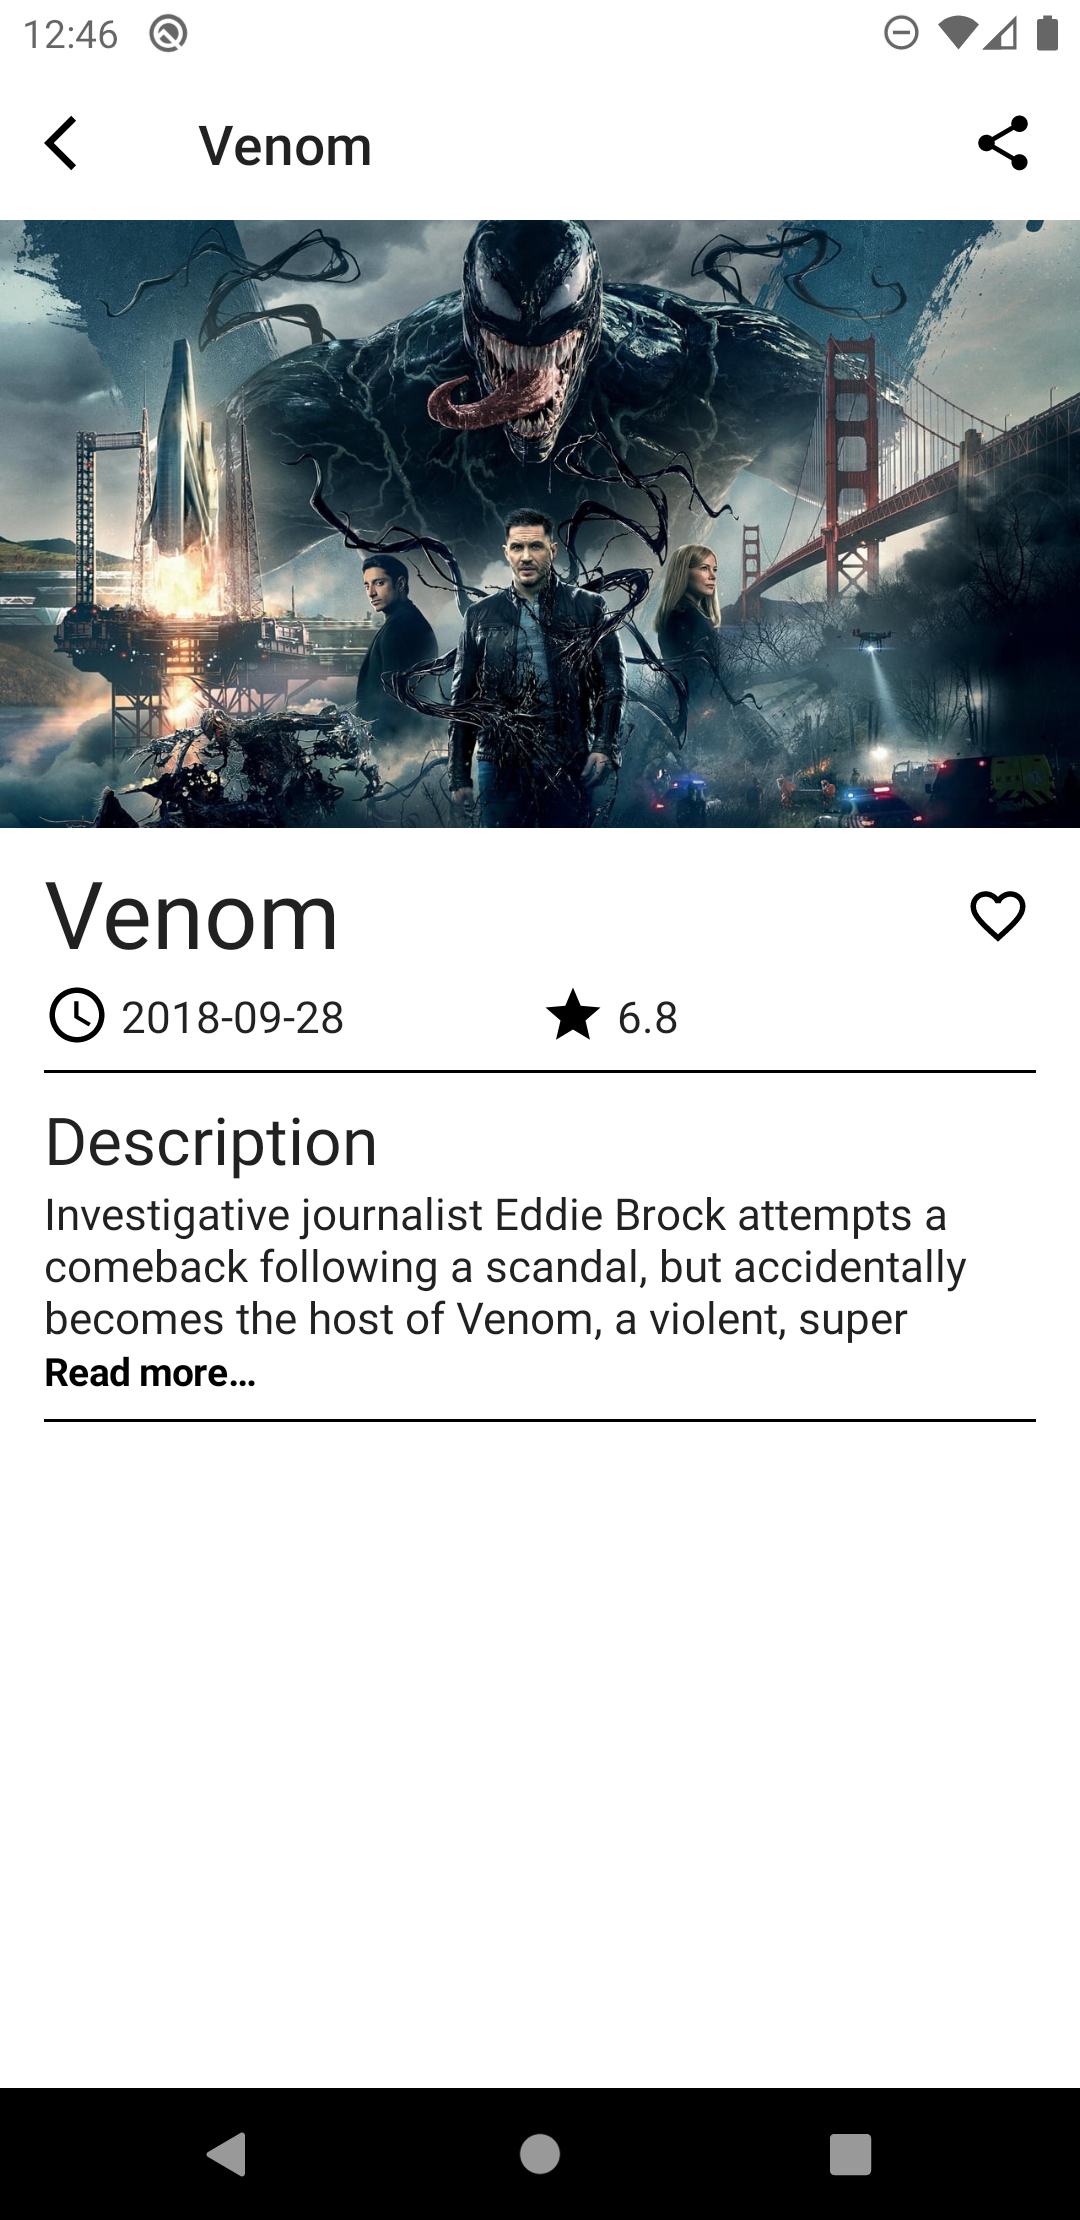 12:46
Venom
Venom
2018-09-28
6.8
Description
Investigative journalist Eddie Brock attempts a
comeback following a scandal, but accidentally
becomes the host of Venom, a violent, super
Read more...